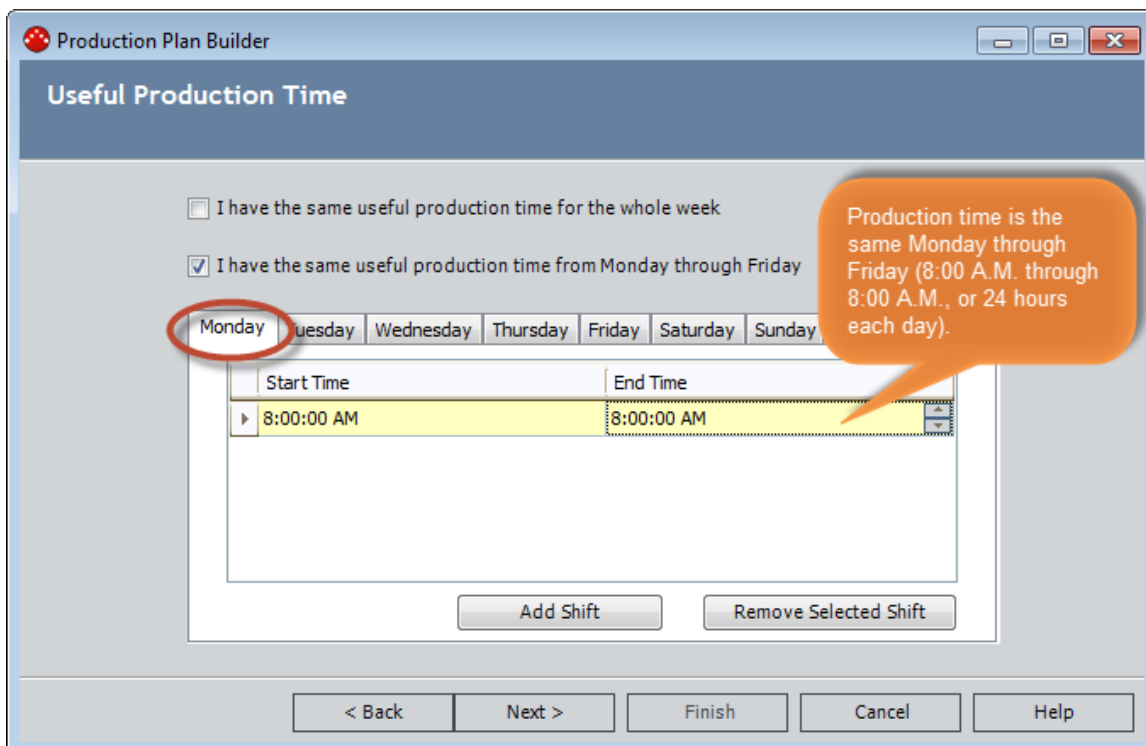 Production Plan Builder
Useful Production Time
I have the same useful production time for the whole week
I have the same useful production time from Monday through Friday
Production time is the
same Monday through
Friday (8:00 A.M. through
8:00 A.M., or 24 hours
each day).
Monday Tuesday Wednesday Thursday Friday Saturday Sunday
Start Time End Time
8:00:00 AM 8:00:00 AM
Add Shift Remove Selected Shift
< Back Next > Finish Cancel Help